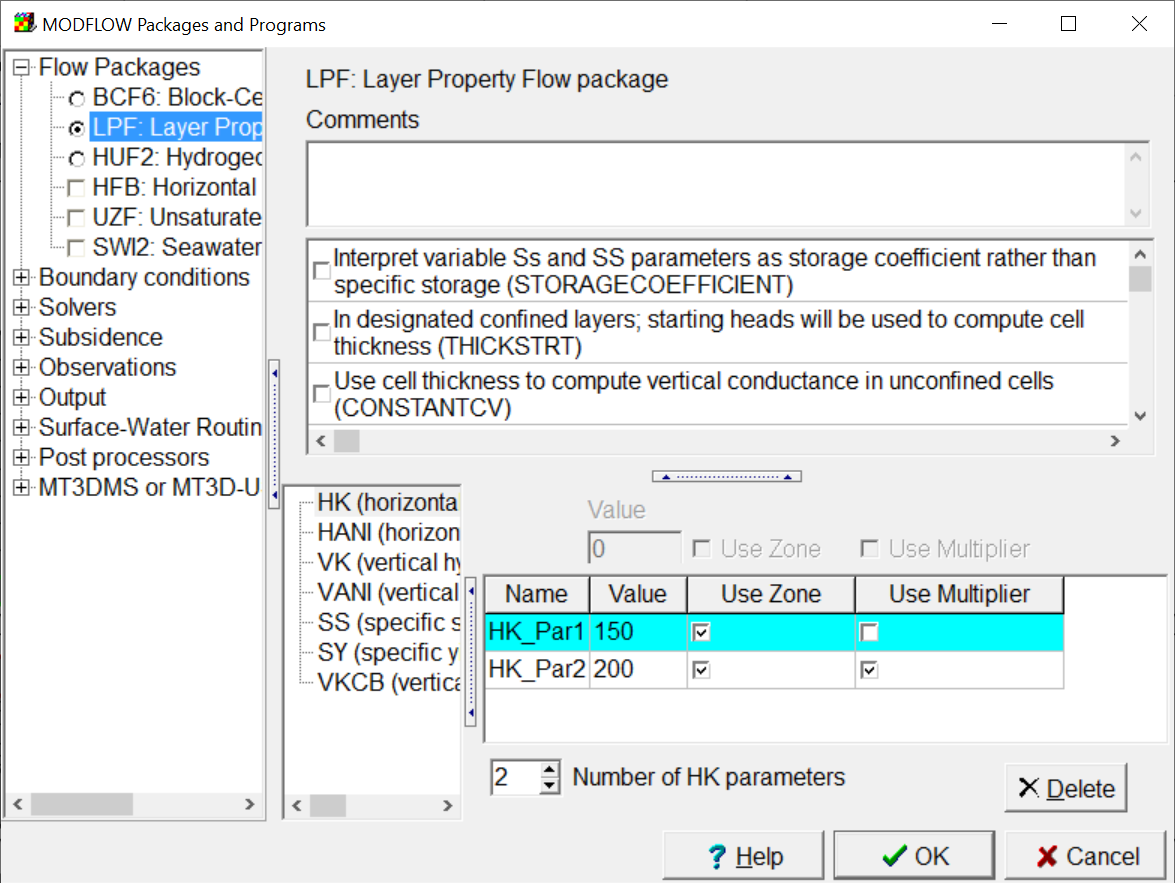 MODFLOW Packages and Programs
Flow Packages
BCF6: Block-Ce
LPF: Layer Prop
HUF2: Hydrogeo
HFB: Horizontal
UZF: Unsaturate
SWI2: Seawater
Boundary conditions
Solvers
Subsidence
Observations
Output
Surface-Water Routin
Post processors
MT3DMS or MT3D-U
LPF: Layer Property Flow package
Comments
Interpret variable Ss and SS parameters as storage coefficient rather than
specific storage (STORAGECOEFFICIENT)
In designated confined layers; starting heads will be used to compute cell
thickness (THICKSTRT)
Use cell thickness to compute vertical conductance in unconfined cells
(CONSTANTCV)
HK (horizonta
HANI (horizon
VK (vertical hy
VANI (vertical
SS (specific s
SY (specific y
VKCB (vertica
Value
0 Use Zone Use Multiplier
Name Value Use Zone Use Multiplier
HK_Par1 150
HK_Par2 200
2 Number of HK parameters
Delete
Help OK Cancel